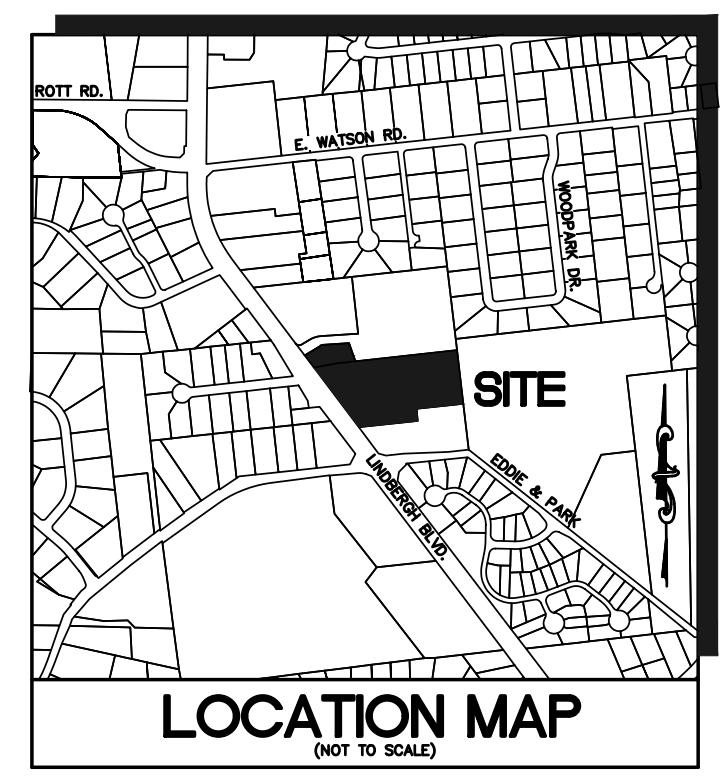 ROTT RD.
E. WATSON RD.
WOODPARK DR.
SITE
EDDIE & PARK
LINDBERGH BLVD.
LOCATION MAP
(NOT TO SCALE)